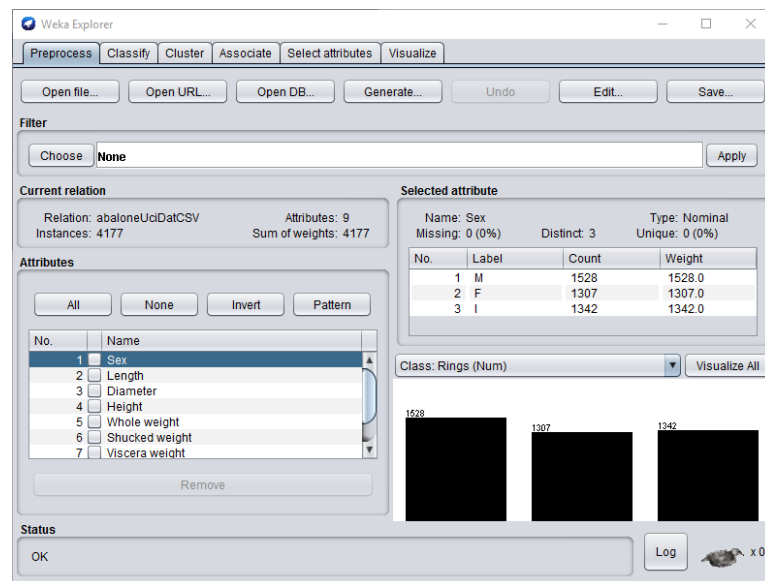 Weka Explorer
Preprocess Classify Cluster Associate Select attributes Visualize
Open file... Open URL... Open DB... Generate... Undo Edit... Save...
Filter
Choose None Apply
Current relation
Relation: abaloneUciDatCSV Attributes: 9
Instances: 4177 Sum of weights: 4177
Selected attribute
Name: Sex Type: Nominal
Missing: 0 (0%) Distinct: 3 Unique: 0 (0%)
No. Label Count Weight
1 M 1528 1528.0
2 F 1307 1307.0
3 I 1342 1342.0
Attributes
All None Invert Pattern
No. Name
1 Sex
2 Length
3 Diameter
4 Height
5 Whole weight
6 Shucked weight
7 Viscera weight
Remove
Class: Rings (Num) Visualize All
1528 1307 1342
Status
OK
Log x 0